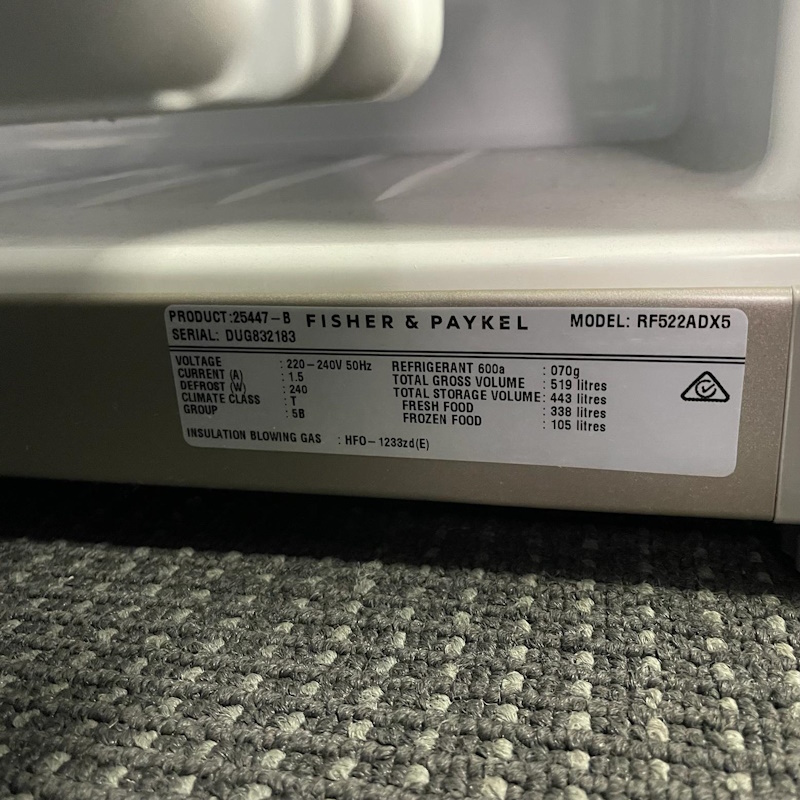 PRODUCT:25447-B FISHER & PAYKEL MODEL: RF522ADX5
SERIAL: DUG832183
VOLTAGE : 220-240V 50Hz
CURRENT (A) : 1.5
DEFROST (W) : 240
CLIMATE CLASS : T
GROUP : 5B
REFRIGERANT 600a : 070g
TOTAL GROSS VOLUME : 519 litres
TOTAL STORAGE VOLUME: 443 litres
FRESH FOOD : 338 litres
FROZEN FOOD : 105 litres
INSULATION BLOWING GAS : HFO-1233zd(E)